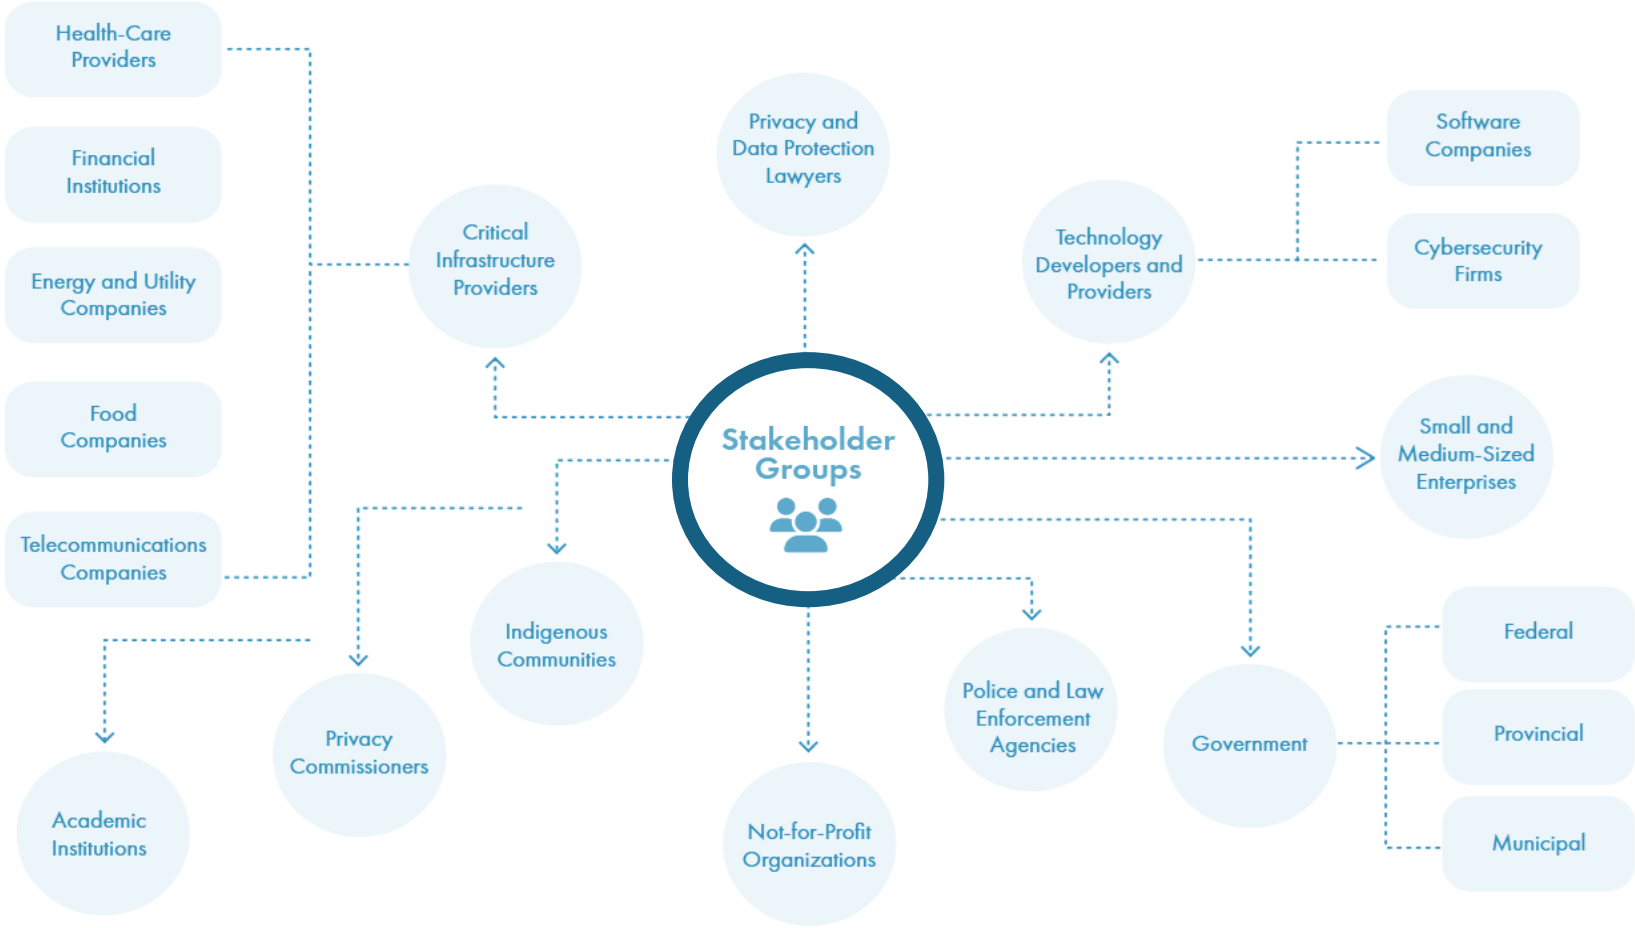 Health-Care
Providers
Financial
Institutions
Energy and Utility
Companies
Food
Companies
Telecommunications
Companies
Critical
Infrastructure
Providers
Privacy and
Data Protection
Lawyers
Technology
Developers and
Providers
Software
Companies
Cybersecurity
Firms
Stakeholder
Groups
Small and
Medium-Sized
Enterprises
Indigenous
Communities
Privacy
Commissioners
Academic
Institutions
Not-for-Profit
Organizations
Police and Law
Enforcement
Agencies
Government
Federal
Provincial
Municipal